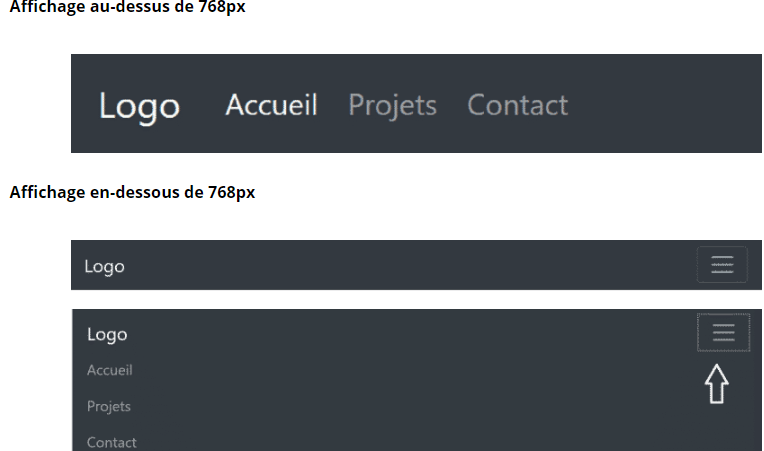 Affichage au-dessus de 768px
Logo Accueil Projets Contact
Affichage en-dessous de 768px
Logo
Logo
Accueil
Projets
Contact